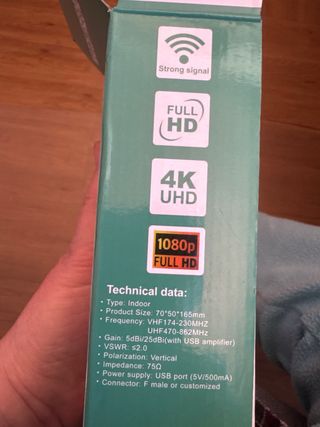 Strong signal
FULL
HD
4K
UHD
1080p
FULL HD
Technical data:
• Type: Indoor
• Product Size: 70*50*165mm
• Frequency: VHF174-230MHZ
UHF470-862MHZ
• Gain: 5dBi/25dBi(with USB amplifier)
• VSWR: ≤2.0
• Polarization: Vertical
• Impedance: 75Ω
• Power supply: USB port (5V/500mA)
• Connector: F male or customized